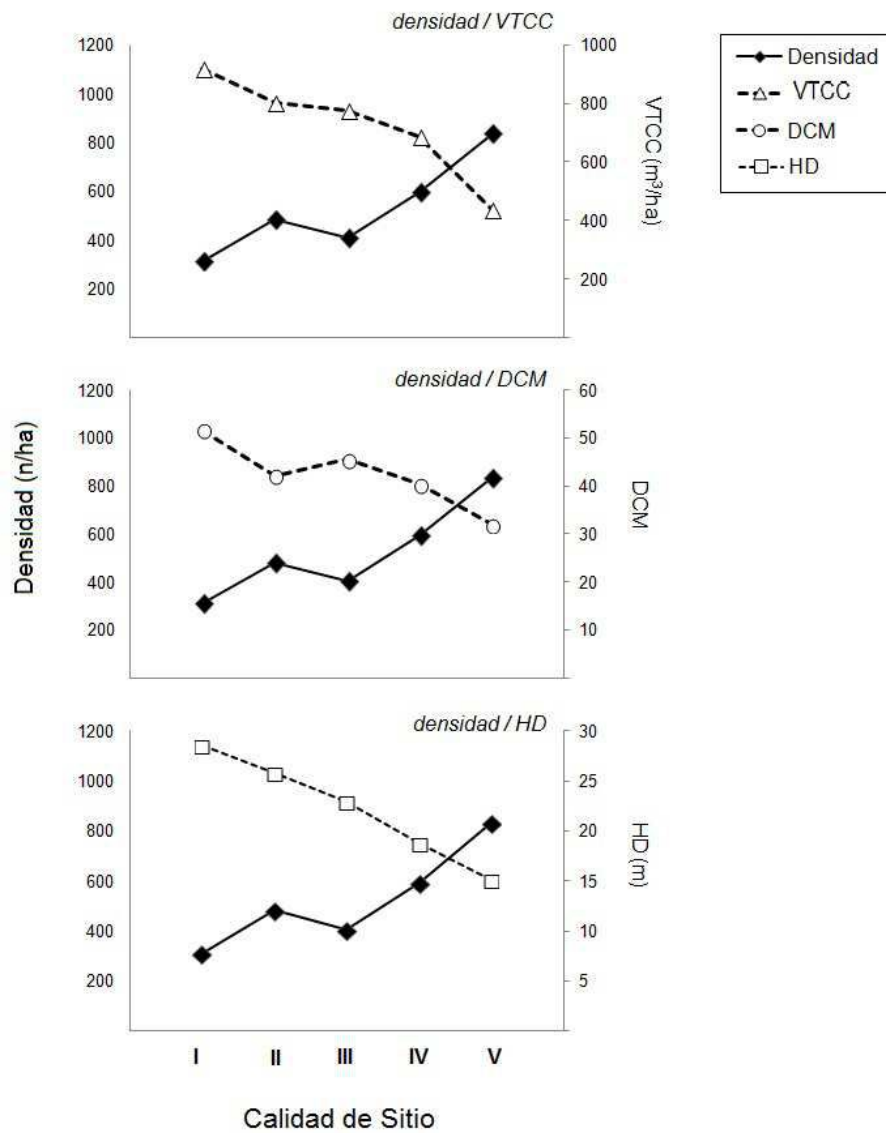 densidad / VTCC
1200
1000
800
600
400
200
1000
800
600
400
200
VTCC (m³/ha)
Densidad
VTCC
DCM
HD
densidad / DCM
1200
1000
800
600
400
200
60
50
40
30
20
10
DCM
Densidad (n/ha)
densidad / HD
1200
1000
800
600
400
200
30
25
20
15
10
5
HD (m)
I II III IV V
Calidad de Sitio